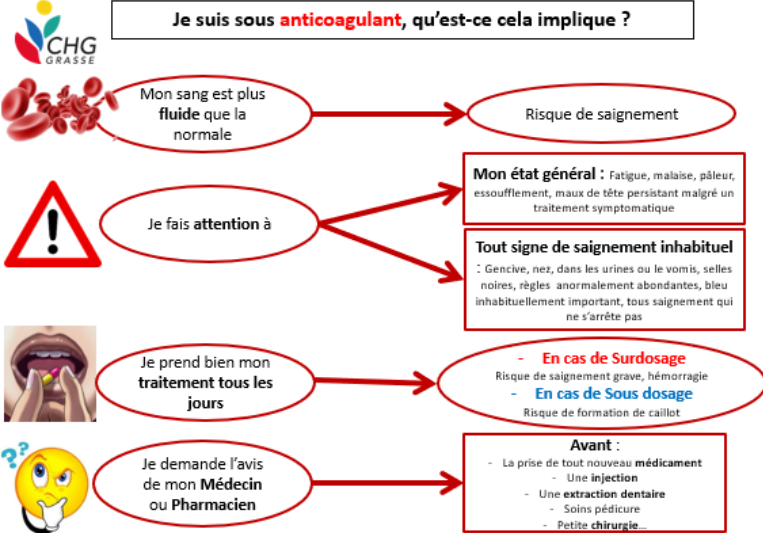 CHG
GRASSE
Je suis sous anticoagulant, qu'est-ce cela implique ?
Mon sang est plus
fluide que la
normale
Risque de saignement
Je fais attention à
Mon état général : Fatigue, malaise, pâleur,
essoufflement, maux de tête persistant malgré un
traitement symptomatique
Tout signe de saignement inhabituel
: Gencive, nez, dans les urines ou le vomis, selles
noires, règles anormalement abondantes, bleu
inhabituellement important, tous saignement qui
ne s'arrête pas
Je prend bien mon
traitement tous les
jours
- En cas de Surdosage
Risque de saignement grave, hémorragie
- En cas de Sous dosage
Risque de formation de caillot
??
Je demande l'avis
de mon Médecin
ou Pharmacien
Avant :
- La prise de tout nouveau médicament
- Une injection
- Une extraction dentaire
- Soins pédicure
- Petite chirurgie...